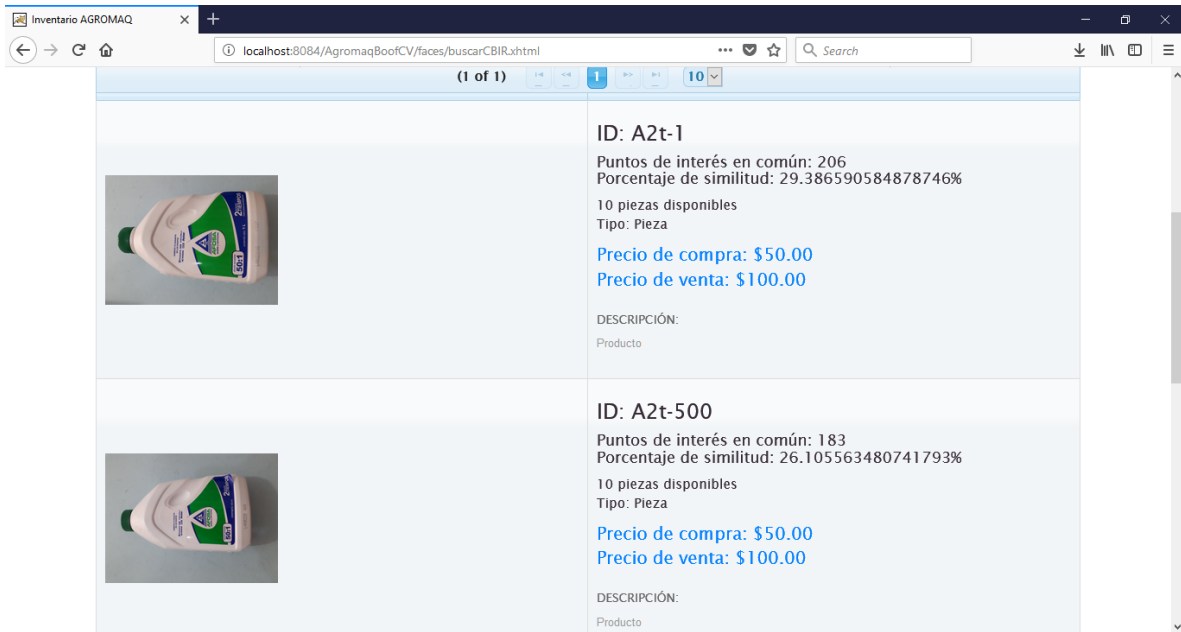 Inventario AGROMAQ
localhost:8084/AgromaqBoofCV/faces/buscarCBIR.xhtml
Search
(1 of 1)
1
10
ID: A2t-1
Puntos de interés en común: 206
Porcentaje de similitud: 29.386590584878746%
10 piezas disponibles
Tipo: Pieza
Precio de compra: $50.00
Precio de venta: $100.00
DESCRIPCIÓN:
Producto
50:1
ID: A2t-500
Puntos de interés en común: 183
Porcentaje de similitud: 26.105563480741793%
10 piezas disponibles
Tipo: Pieza
Precio de compra: $50.00
Precio de venta: $100.00
DESCRIPCIÓN:
Producto
50:1